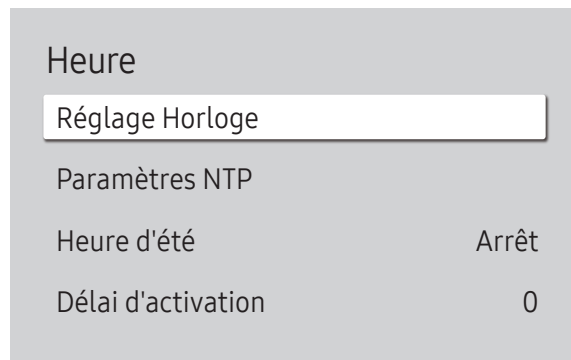 Heure
Réglage Horloge
Paramètres NTP
Heure d'été Arrêt
Délai d'activation 0